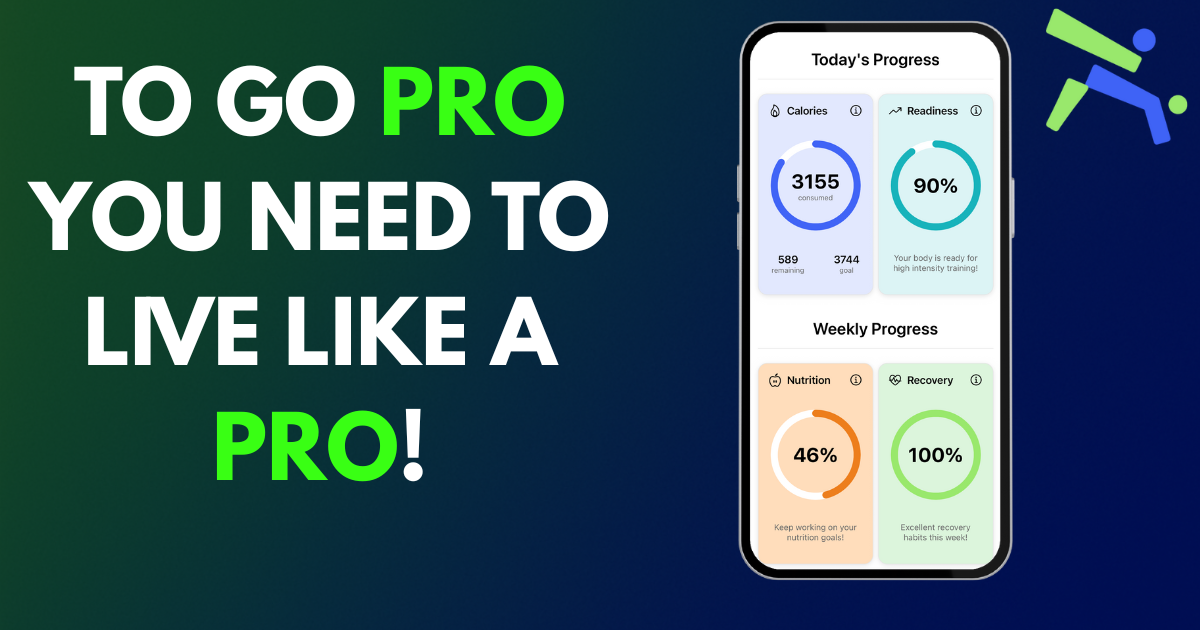 TO GO PRO
YOU NEED TO
LIVE LIKE A
PRO!
Today's Progress
Calories
3155
consumed
589
remaining
3744
goal
Readiness
90%
Your body is ready for
high intensity training!
Weekly Progress
Nutrition
46%
Keep working on your
nutrition goals!
Recovery
100%
Excellent recovery
habits this week!